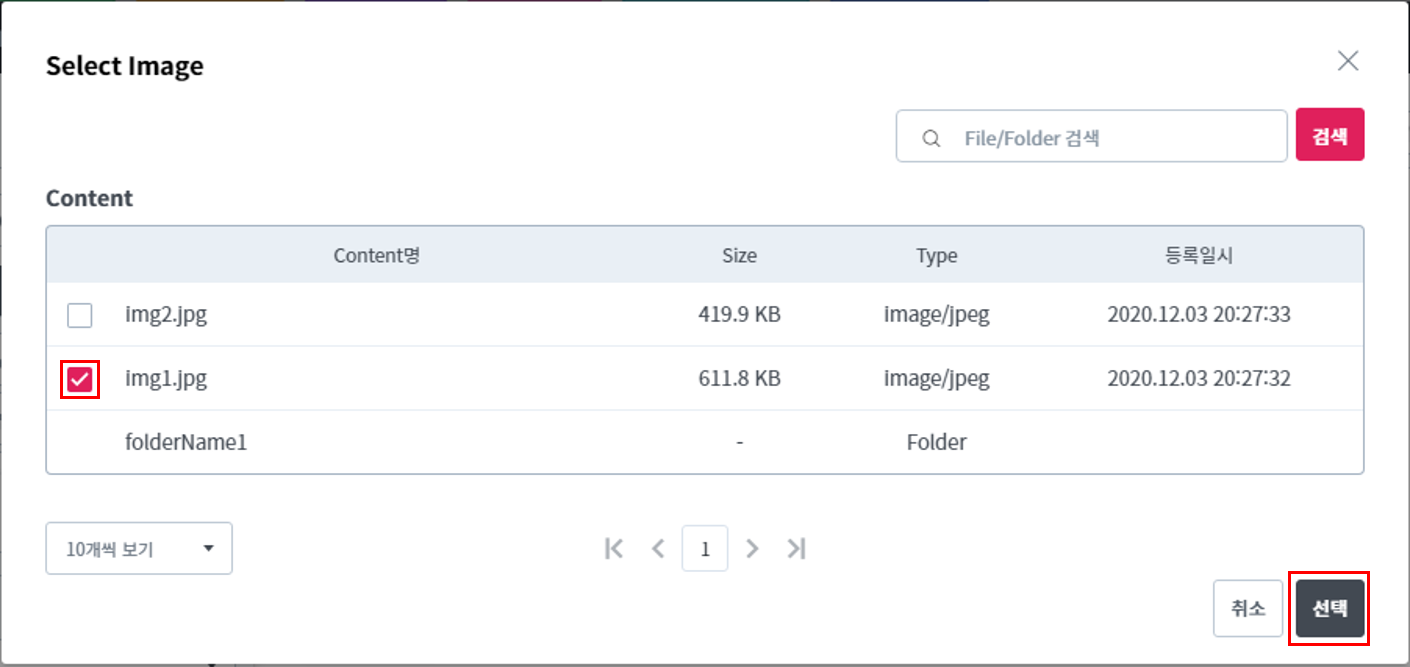 Select Image
File/Folder 검색 검색
Content
Content명 Size Type 등록일시
img2.jpg 419.9 KB image/jpeg 2020.12.03 20:27:33
img1.jpg 611.8 KB image/jpeg 2020.12.03 20:27:32
folderName1 - Folder
10개씩 보기 1
취소 선택